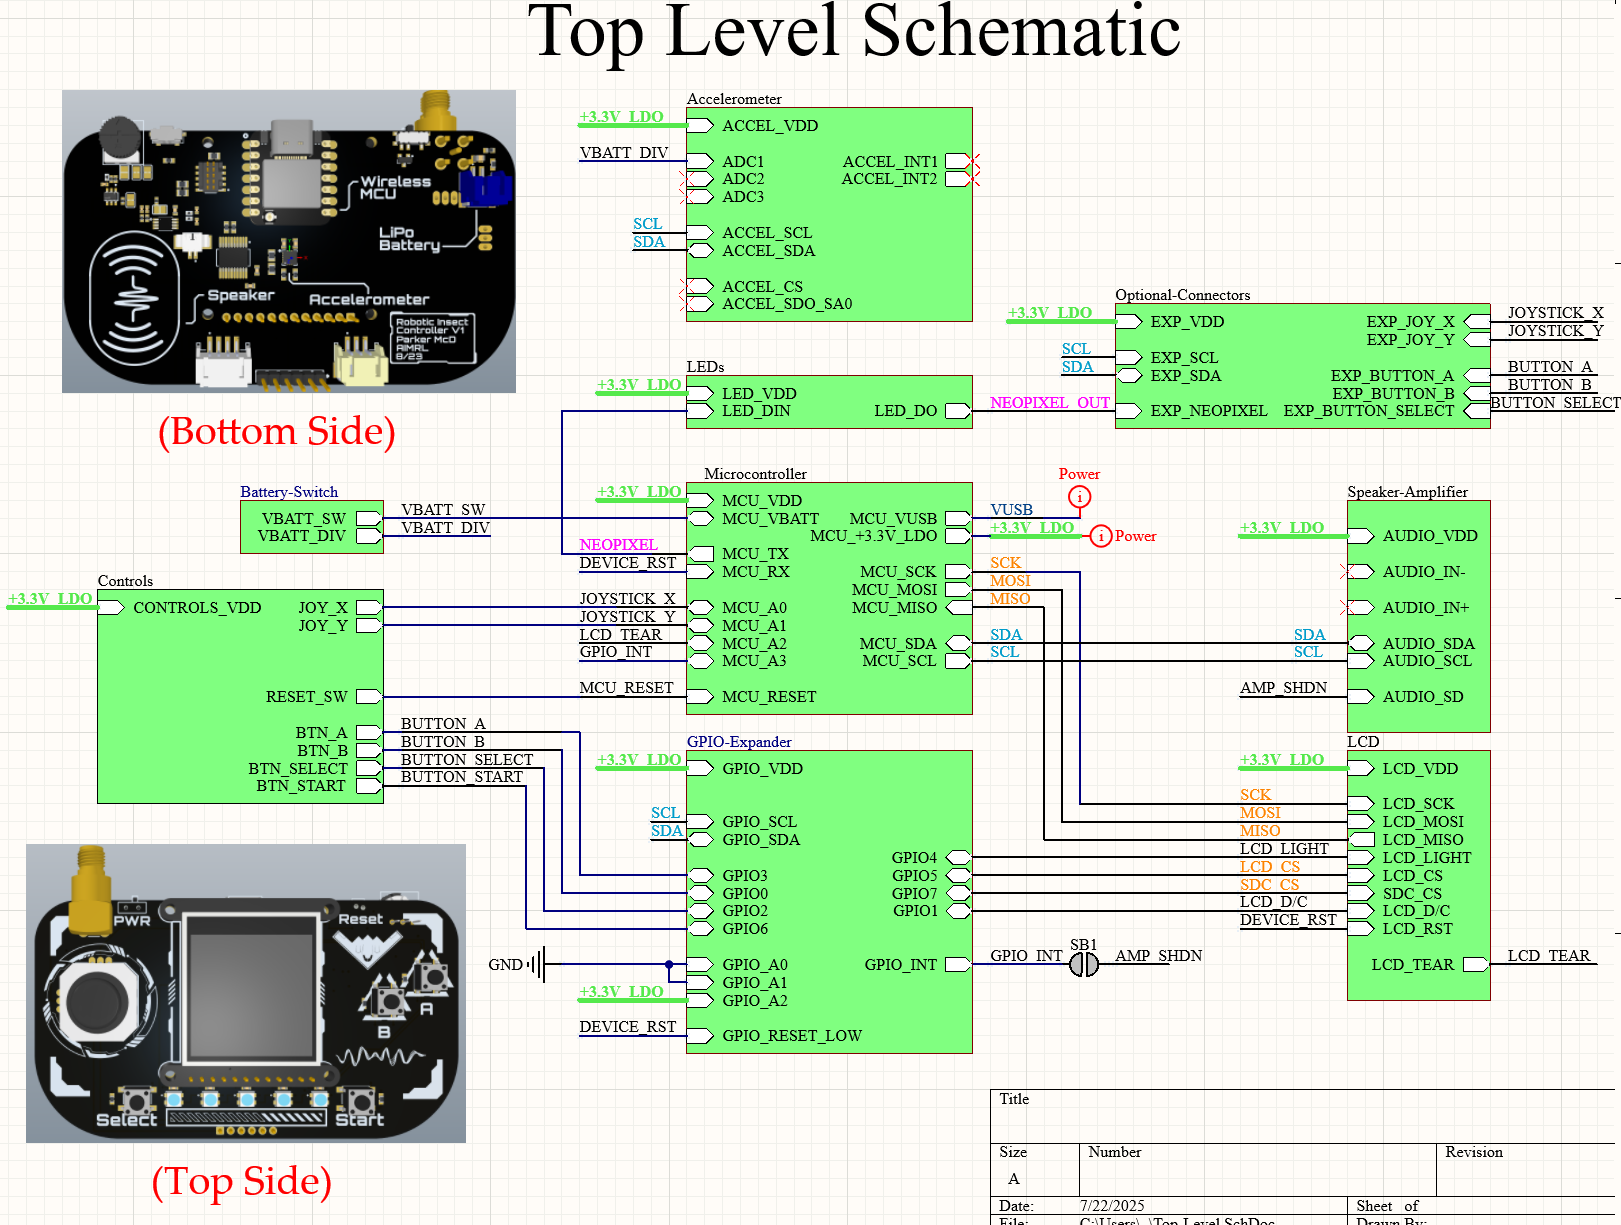 Top Level Schematic
Wireless
MCU
LiPo
Battery
Speaker
Accelerometer
Robotic Insect
Controller V1
Parker McD
AIMRL
8/23
(Bottom Side)
Accelerometer
+3.3V_LDO
ACCEL_VDD
VBATT_DIV
ADC1
ACCEL_INT1
ADC2
ACCEL_INT2
ADC3
SCL
ACCEL_SCL
SDA
ACCEL_SDA
ACCEL_CS
ACCEL_SDO_SA0
Optional-Connectors
+3.3V_LDO
EXP_VDD
EXP_JOY_X
JOYSTICK_X
EXP_JOY_Y
JOYSTICK_Y
SCL
EXP_SCL
SDA
EXP_SDA
EXP_BUTTON_A
BUTTON_A
EXP_BUTTON_B
BUTTON_B
EXP_NEOPIXEL
EXP_BUTTON_SELECT
BUTTON_SELECT
LEDs
+3.3V_LDO
LED_VDD
LED_DIN
LED_DO
NEOPIXEL_OUT
Battery-Switch
VBATT_SW
VBATT_SW
VBATT_DIV
VBATT_DIV
Microcontroller
+3.3V_LDO
MCU_VDD
MCU_VBATT
MCU_VUSB
VUSB
Power
MCU_+3.3V_LDO
+3.3V_LDO
Power
NEOPIXEL
MCU_TX
DEVICE_RST
MCU_RX
MCU_SCK
SCK
MCU_MOSI
MOSI
JOYSTICK_X
MCU_A0
MCU_MISO
MISO
JOYSTICK_Y
MCU_A1
LCD_TEAR
MCU_A2
MCU_SDA
SDA
GPIO_INT
MCU_A3
MCU_SCL
SCL
MCU_RESET
MCU_RESET
Speaker-Amplifier
+3.3V_LDO
AUDIO_VDD
AUDIO_IN-
AUDIO_IN+
SDA
AUDIO_SDA
SCL
AUDIO_SCL
AMP_SHDN
AUDIO_SD
Controls
+3.3V_LDO
CONTROLS_VDD
JOY_X
JOY_Y
RESET_SW
BTN_A
BUTTON_A
BTN_B
BUTTON_B
BTN_SELECT
BUTTON_SELECT
BTN_START
BUTTON_START
GPIO-Expander
+3.3V_LDO
GPIO_VDD
SCL
GPIO_SCL
SDA
GPIO_SDA
GPIO4
GPIO3
GPIO5
GPIO0
GPIO7
GPIO2
GPIO1
GPIO6
GND
GPIO_A0
GPIO_INT
GPIO_INT
SB1
AMP_SHDN
GPIO_A1
+3.3V_LDO
GPIO_A2
DEVICE_RST
GPIO_RESET_LOW
LCD
+3.3V_LDO
LCD_VDD
SCK
LCD_SCK
MOSI
LCD_MOSI
MISO
LCD_MISO
LCD_LIGHT
LCD_LIGHT
LCD_CS
LCD_CS
SDC_CS
SDC_CS
LCD_D/C
LCD_D/C
DEVICE_RST
LCD_RST
LCD_TEAR
LCD_TEAR
PWR
Reset
A
B
Select
Start
(Top Side)
Title
Size
Number
Revision
A
Date:
7/22/2025
Sheet of
File:
C:\Users\..\Top Level.SchDoc
Drawn By: